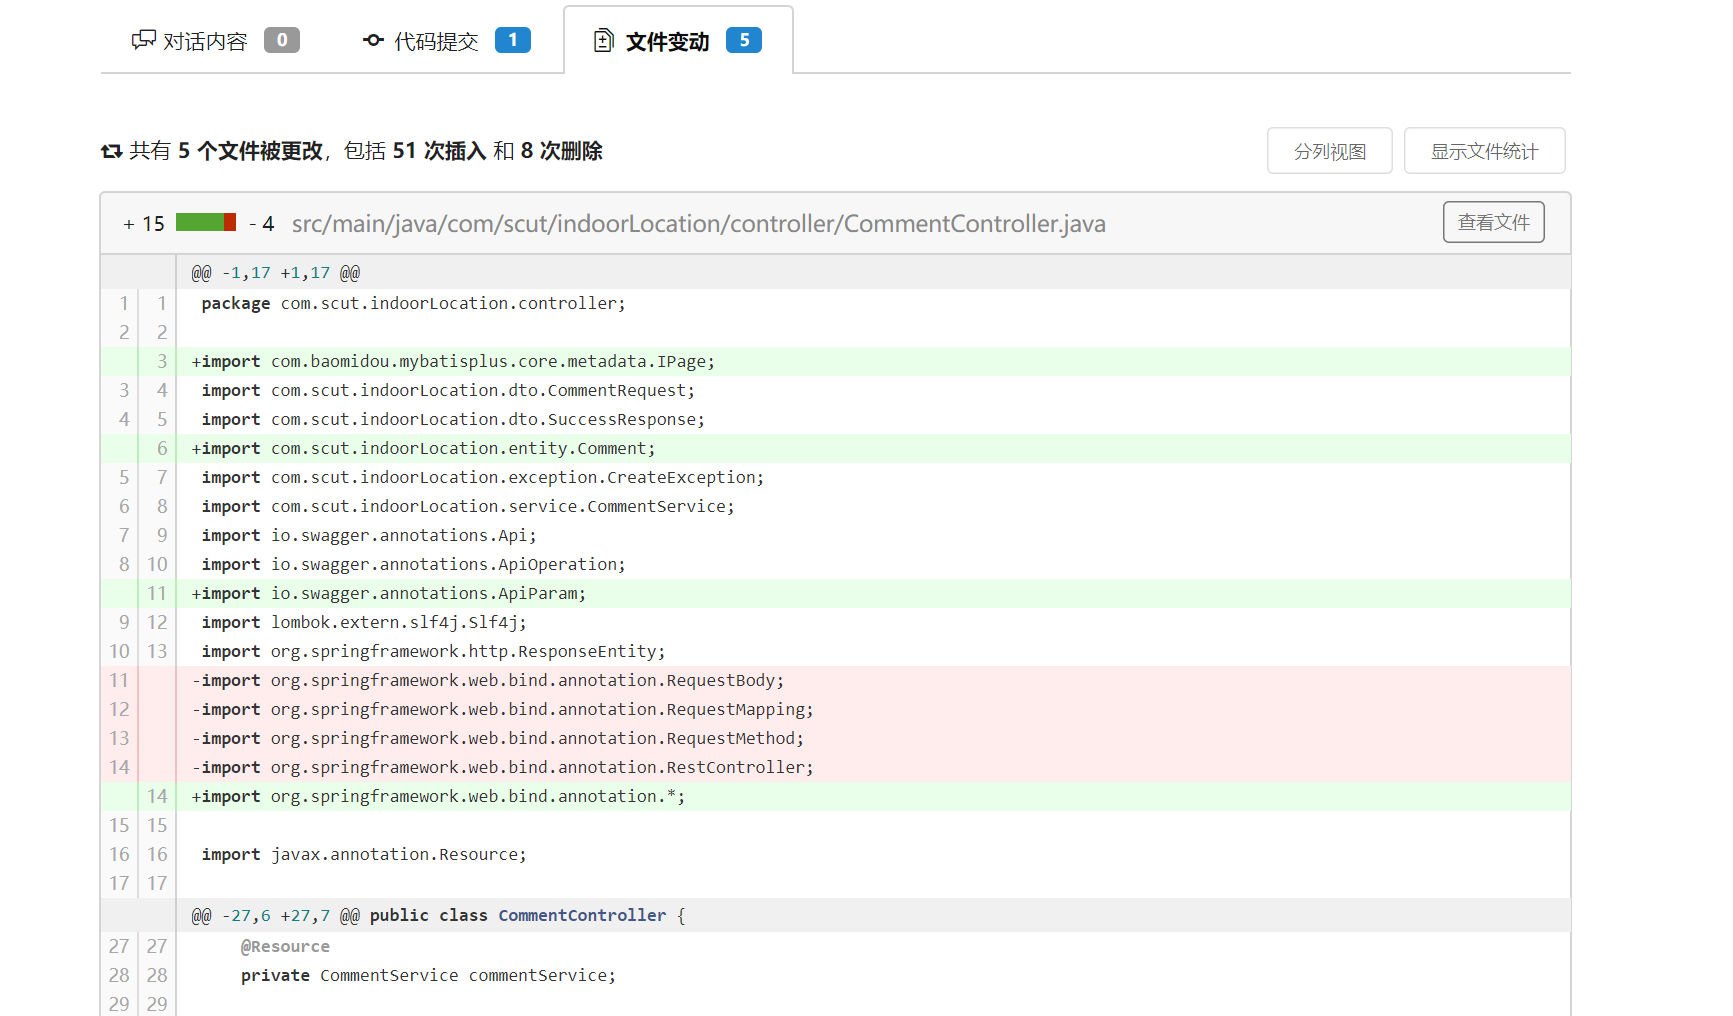 对话内容 0 代码提交 1 文件变动 5
共有 5 个文件被更改，包括 51 次插入 和 8 次删除
分列视图 显示文件统计
+ 15 - 4 src/main/java/com/scut/indoorLocation/controller/CommentController.java 查看文件
@@ -1,17 +1,17 @@
1 1 package com.scut.indoorLocation.controller;
2 2
3 +import com.baomidou.mybatisplus.core.metadata.IPage;
3 4 import com.scut.indoorLocation.dto.CommentRequest;
4 5 import com.scut.indoorLocation.dto.SuccessResponse;
6 +import com.scut.indoorLocation.entity.Comment;
5 7 import com.scut.indoorLocation.exception.CreateException;
6 8 import com.scut.indoorLocation.service.CommentService;
7 9 import io.swagger.annotations.Api;
8 10 import io.swagger.annotations.ApiOperation;
11 +import io.swagger.annotations.ApiParam;
9 12 import lombok.extern.slf4j.Slf4j;
10 13 import org.springframework.http.ResponseEntity;
11 -import org.springframework.web.bind.annotation.RequestBody;
12 -import org.springframework.web.bind.annotation.RequestMapping;
13 -import org.springframework.web.bind.annotation.RequestMethod;
14 -import org.springframework.web.bind.annotation.RestController;
14 +import org.springframework.web.bind.annotation.*;
15 15
16 16 import javax.annotation.Resource;
17 17
@@ -27,6 +27,7 @@ public class CommentController {
27 27 @Resource
28 28 private CommentService commentService;
29 29